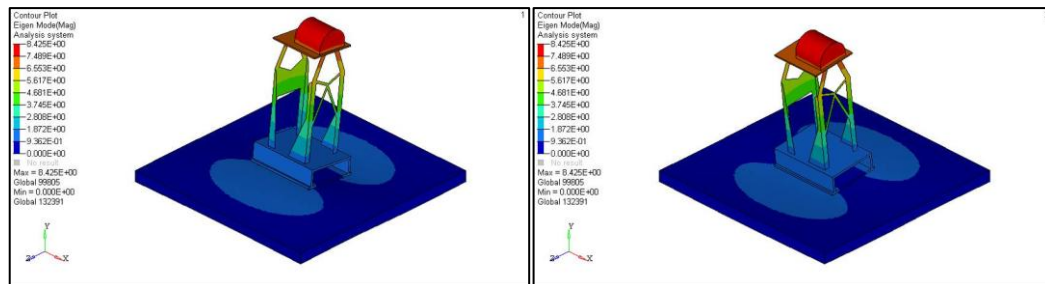 Contour Plot
Eigen Mode(Mag)
Analysis system
8.425E+00
7.489E+00
6.553E+00
5.617E+00
4.681E+00
3.745E+00
2.808E+00
1.872E+00
9.362E-01
0.000E+00
No result
Max = 8.425E+00
Global 99805
Min = 0.000E+00
Global 132391
Y
Z X
1
Contour Plot
Eigen Mode(Mag)
Analysis system
8.425E+00
7.489E+00
6.553E+00
5.617E+00
4.681E+00
3.745E+00
2.808E+00
1.872E+00
9.362E-01
0.000E+00
No result
Max = 8.425E+00
Global 99805
Min = 0.000E+00
Global 132391
Y
Z X